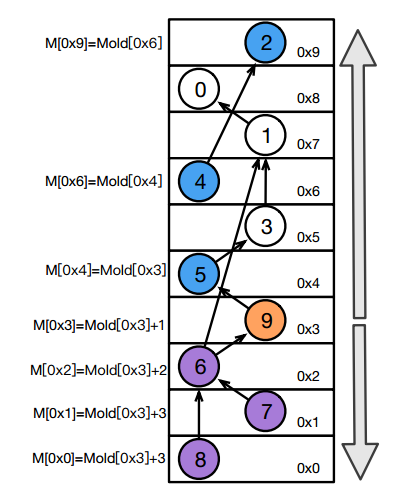 M[0x9]=Mold[0x6] 2 0x9
0 0x8
1 0x7
M[0x6]=Mold[0x4] 4 0x6
3 0x5
M[0x4]=Mold[0x3] 5 0x4
M[0x3]=Mold[0x3]+1 9 0x3
M[0x2]=Mold[0x3]+2 6 0x2
M[0x1]=Mold[0x3]+3 7 0x1
M[0x0]=Mold[0x3]+3 8 0x0